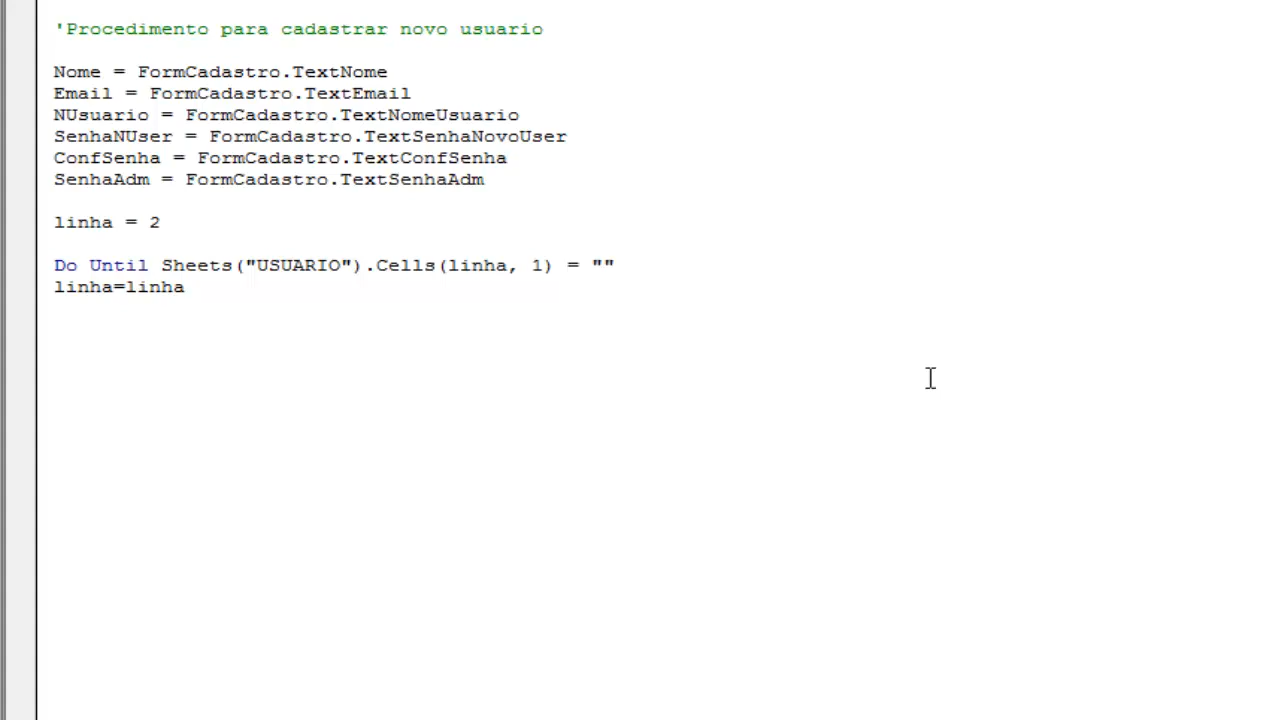 'Procedimento para cadastrar novo usuario
Nome = FormCadastro.TextNome
Email = FormCadastro.TextEmail
NUsuario = FormCadastro.TextNomeUsuario
SenhaNUser = FormCadastro.TextSenhaNovoUser
ConfSenha = FormCadastro.TextConfSenha
SenhaAdm = FormCadastro.TextSenhaAdm
linha = 2
Do Until Sheets("USUARIO").Cells(linha, 1) = ""
linha=linha